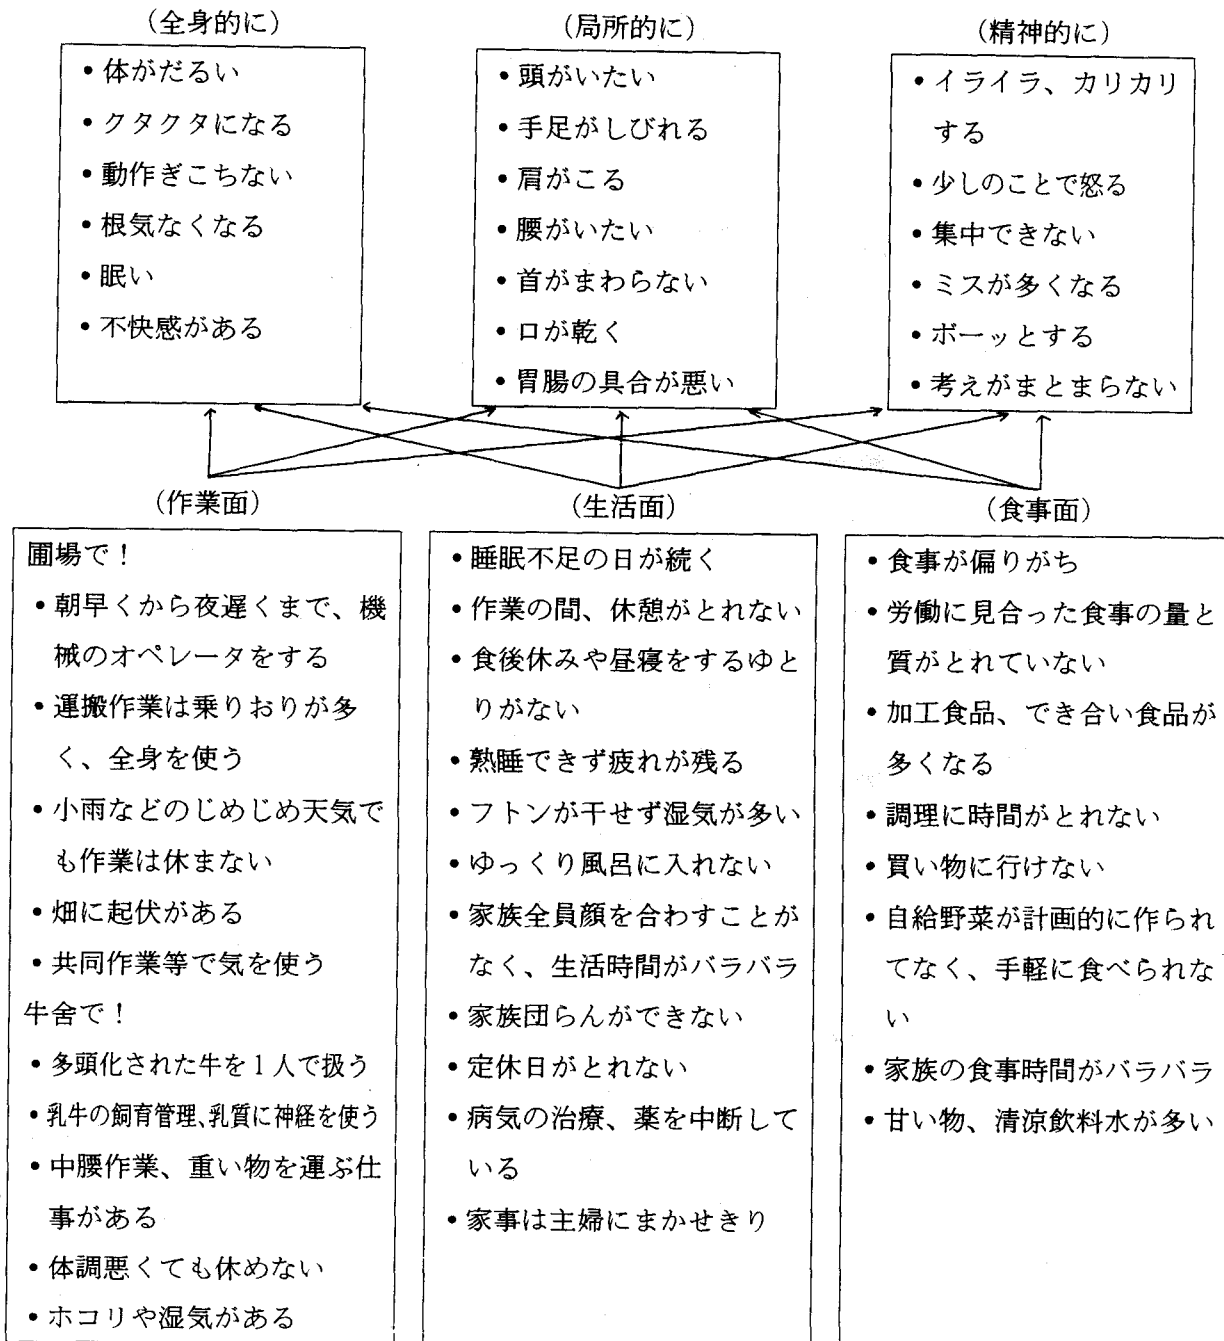 (全身的に)
・体がだるい
・クタクタになる
・動作ぎこちない
・根気なくなる
・眠い
・不快感がある
(局所的に)
・頭がいたい
・手足がしびれる
・肩がこる
・腰がいたい
・首がまわらない
・口が乾く
・胃腸の具合が悪い
(精神的に)
・イライラ、カリカリ
する
・少しのことで怒る
・集中できない
・ミスが多くなる
・ボーッとする
・考えがまとまらない
(作業面)
圃場で!
・朝早くから夜遅くまで、機
械のオペレータをする
・運搬作業は乗りおりが多
く、全身を使う
・小雨などのじめじめ天気で
も作業は休まない
・畑に起伏がある
・共同作業等で気を使う
牛舎で!
・多頭化された牛を1人で扱う
・乳牛の飼育管理、乳質に神経を使う
・中腰作業、重い物を運ぶ仕
事がある
・体調悪くても休めない
・ホコリや湿気がある
(生活面)
・睡眠不足の日が続く
・作業の間、休憩がとれない
・食後休みや昼寝をするゆと
りがない
・熟睡できず疲れが残る
・フトンが干せず湿気が多い
・ゆっくり風呂に入れない
・家族全員顔を合わすことが
なく、生活時間がバラバラ
・家族団らんができない
・定休日がとれない
・病気の治療、薬を中断して
いる
・家事は主婦にまかせきり
(食事面)
・食事が偏りがち
・労働に見合った食事の量と
質がとれていない
・加工食品、でき合い食品が
多くなる
・調理に時間がとれない
・買い物に行けない
・自給野菜が計画的に作られ
てなく、手軽に食べられな
い
・家族の食事時間がバラバラ
・甘い物、清涼飲料水が多い